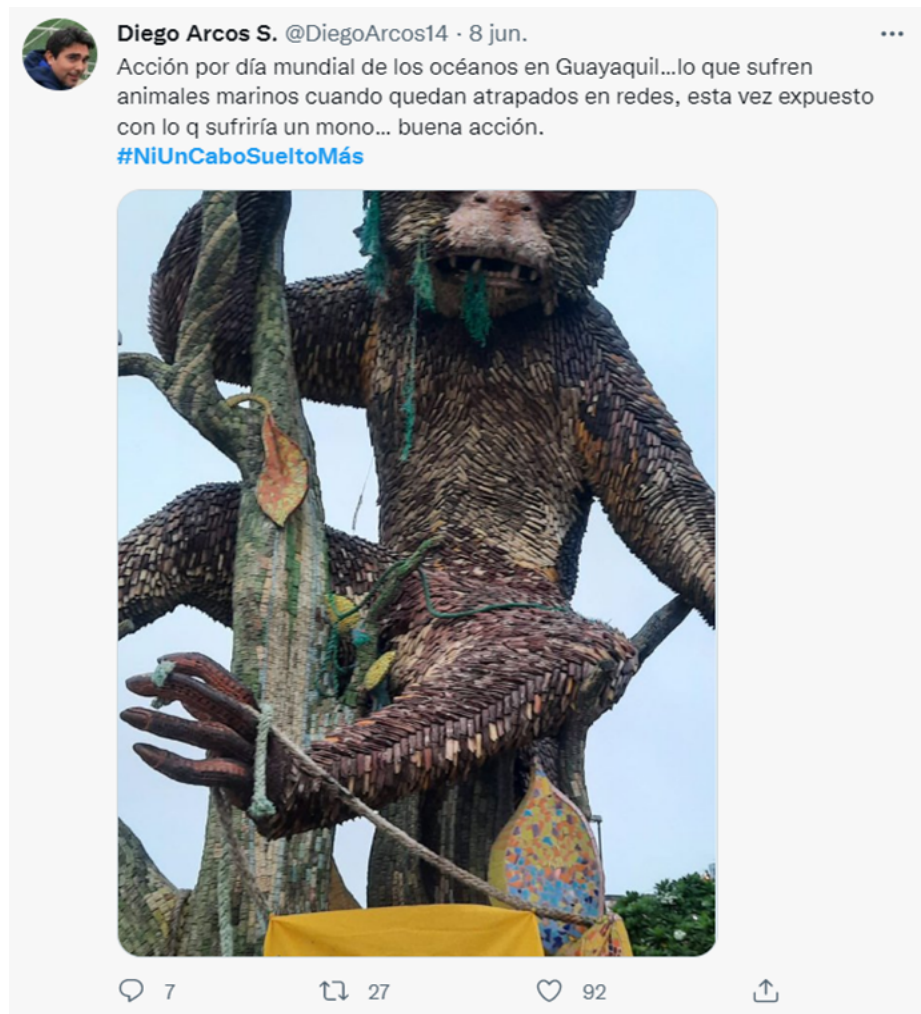 Diego Arcos S. @DiegoArcos14 · 8 jun.
Acción por día mundial de los océanos en Guayaquil...lo que sufren
animales marinos cuando quedan atrapados en redes, esta vez expuesto
con lo q sufriría un mono... buena acción.
#NiUnCaboSueltoMás
7 27 92